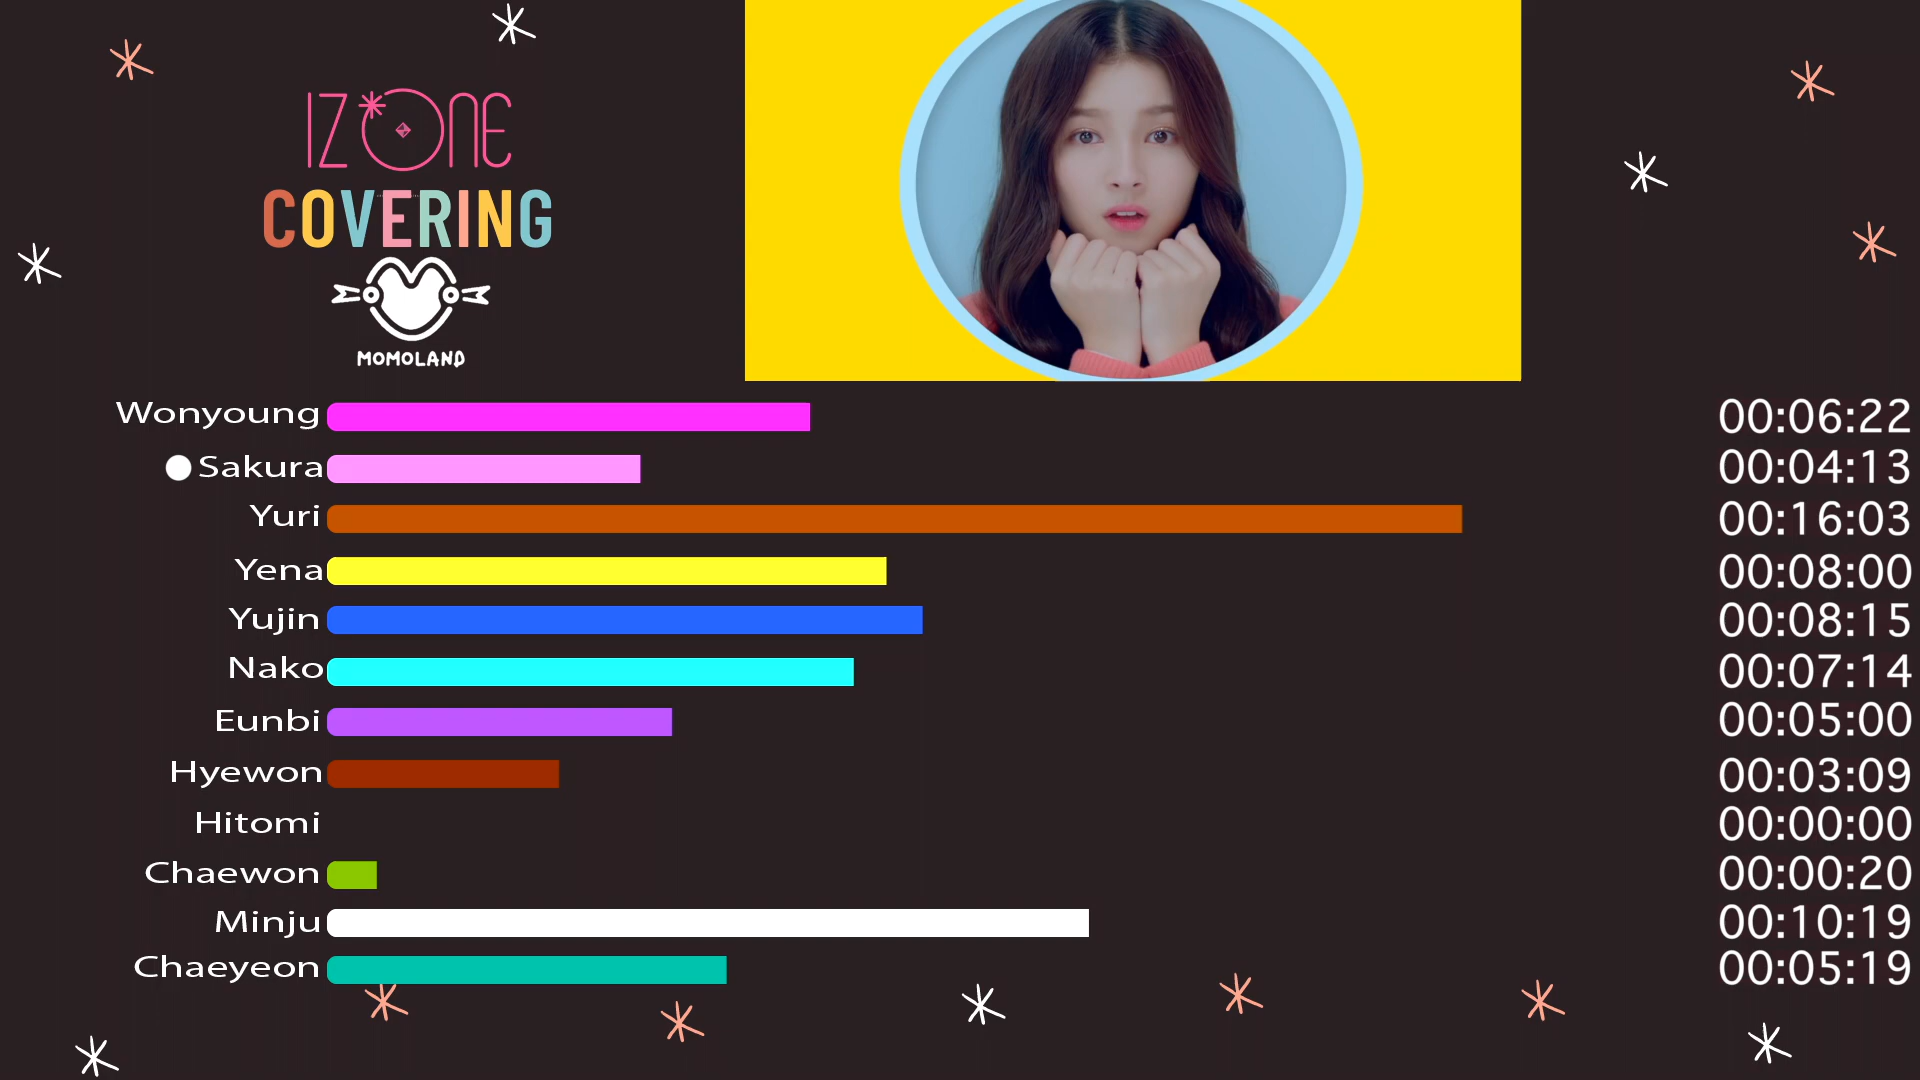 IZONE
COVERING
MOMOLAND
Wonyoung 00:06:22
Sakura 00:04:13
Yuri 00:16:03
Yena 00:08:00
Yujin 00:08:15
Nako 00:07:14
Eunbi 00:05:00
Hyewon 00:03:09
Hitomi 00:00:00
Chaewon 00:00:20
Minju 00:10:19
Chaeyeon 00:05:19